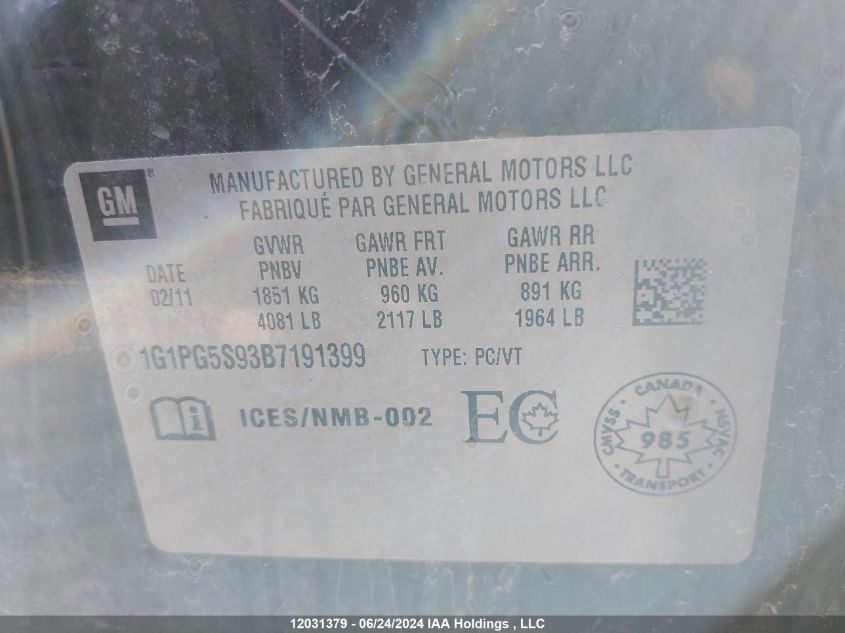 GM
®
MANUFACTURED BY GENERAL MOTORS LLC
FABRIQUÉ PAR GENERAL MOTORS LLC
DATE
02/11
GVWR
PNBV
1851 KG
4081 LB
GAWR FRT
PNBE AV.
960 KG
2117 LB
GAWR RR
PNBE ARR.
891 KG
1964 LB
1G1PG5S93B7191399 TYPE: PC/VT
ICES/NMB-002
EC
CANADA
CMVSS
985
NSVAC
TRANSPORT
12031379 - 06/24/2024 IAA Holdings , LLC